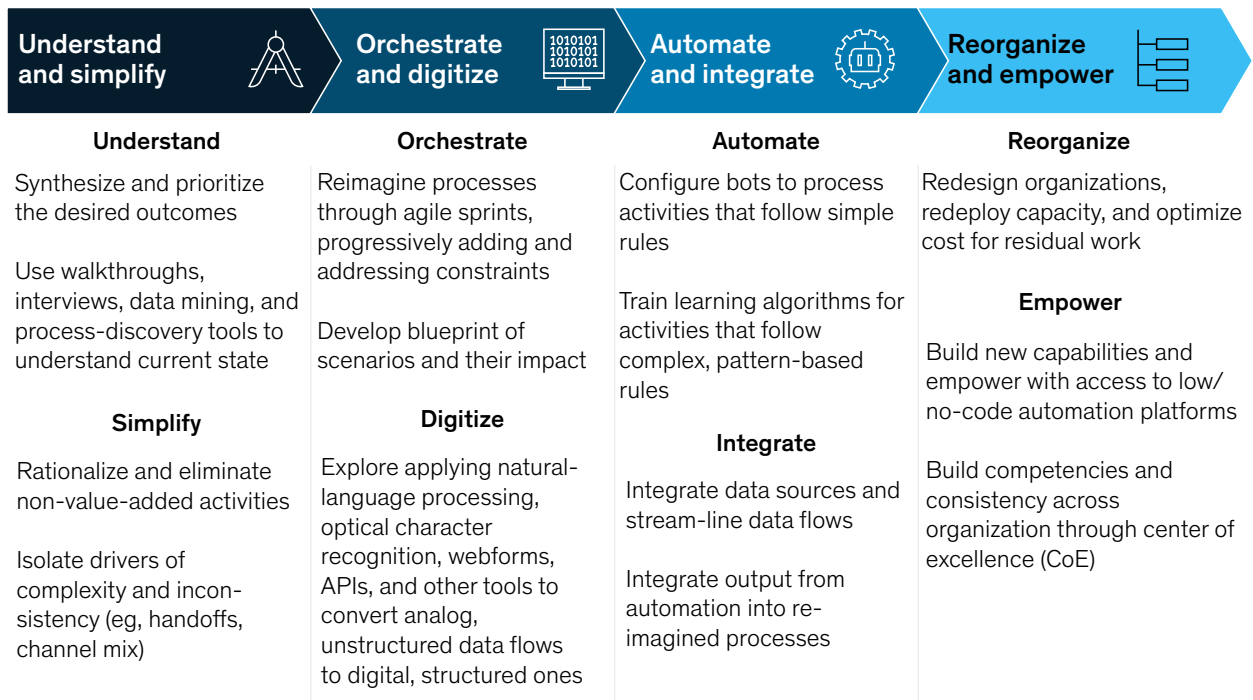 Understand
and simplify
Orchestrate
and digitize
1010101
1010101
1010101
Automate
and integrate
Reorganize
and empower
Understand
Synthesize and prioritize
the desired outcomes
Use walkthroughs,
interviews, data mining, and
process-discovery tools to
understand current state
Simplify
Rationalize and eliminate
non-value-added activities
Isolate drivers of
complexity and incon-
sistency (eg, handoffs,
channel mix)
Orchestrate
Reimagine processes
through agile sprints,
progressively adding and
addressing constraints
Develop blueprint of
scenarios and their impact
Digitize
Explore applying natural-
language processing,
optical character
recognition, webforms,
APIs, and other tools to
convert analog,
unstructured data flows
to digital, structured ones
Automate
Configure bots to process
activities that follow simple
rules
Train learning algorithms for
activities that follow
complex, pattern-based
rules
Integrate
Integrate data sources and
stream-line data flows
Integrate output from
automation into re-
imagined processes
Reorganize
Redesign organizations,
redeploy capacity, and optimize
cost for residual work
Empower
Build new capabilities and
empower with access to low/
no-code automation platforms
Build competencies and
consistency across
organization through center of
excellence (CoE)